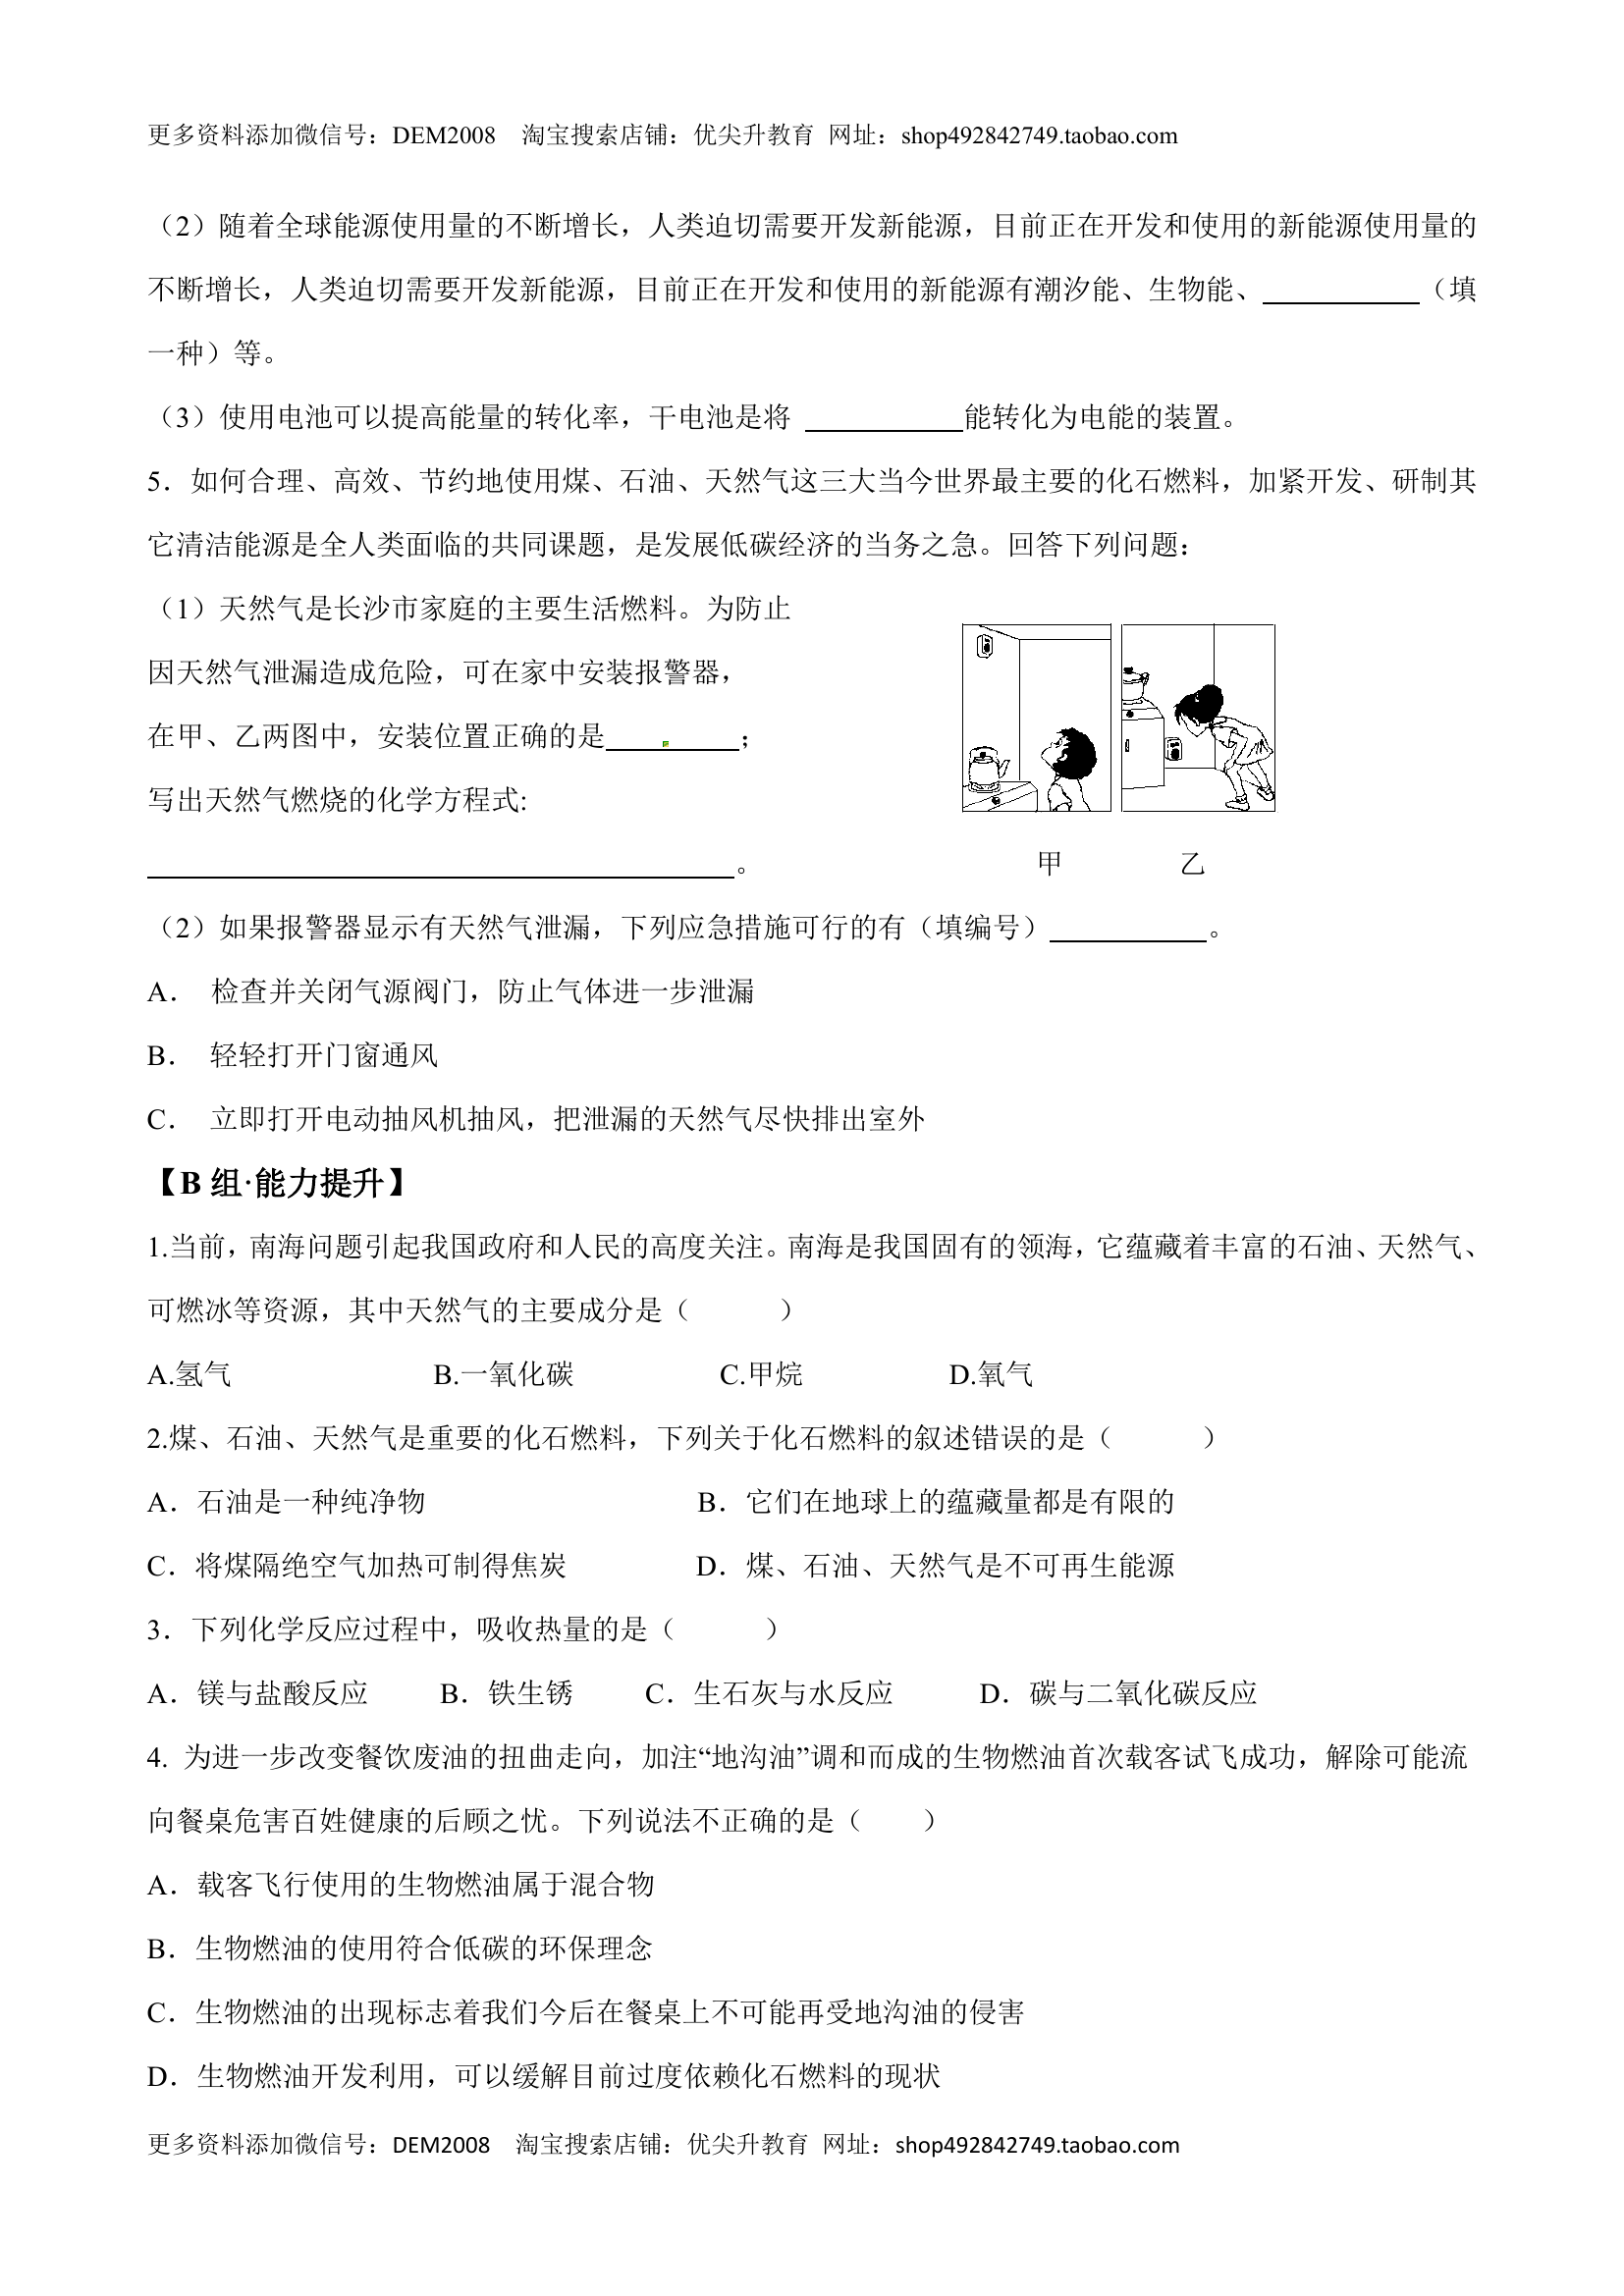 更多资料添加微信号：DEM2008 淘宝搜索店铺：优尖升教育 网址：shop492842749.taobao.com
（2）随着全球能源使用量的不断增长，人类迫切需要开发新能源，目前正在开发和使用的新能源使用量的
不断增长，人类迫切需要开发新能源，目前正在开发和使用的新能源有潮汐能、生物能、__________（填
一种）等。
（3）使用电池可以提高能量的转化率，干电池是将 __________能转化为电能的装置。
5．如何合理、高效、节约地使用煤、石油、天然气这三大当今世界最主要的化石燃料，加紧开发、研制其
它清洁能源是全人类面临的共同课题，是发展低碳经济的当务之急。回答下列问题：
（1）天然气是长沙市家庭的主要生活燃料。为防止
因天然气泄漏造成危险，可在家中安装报警器，
在甲、乙两图中，安装位置正确的是__________；
写出天然气燃烧的化学方程式:
__________________________________________。
甲 乙
（2）如果报警器显示有天然气泄漏，下列应急措施可行的有（填编号）__________。
A． 检查并关闭气源阀门，防止气体进一步泄漏
B． 轻轻打开门窗通风
C． 立即打开电动抽风机抽风，把泄漏的天然气尽快排出室外
【B 组·能力提升】
1.当前，南海问题引起我国政府和人民的高度关注。南海是我国固有的领海，它蕴藏着丰富的石油、天然气、
可燃冰等资源，其中天然气的主要成分是（ ）
A.氢气 B.一氧化碳 C.甲烷 D.氧气
2.煤、石油、天然气是重要的化石燃料，下列关于化石燃料的叙述错误的是（ ）
A．石油是一种纯净物 B．它们在地球上的蕴藏量都是有限的
C．将煤隔绝空气加热可制得焦炭 D．煤、石油、天然气是不可再生能源
3．下列化学反应过程中，吸收热量的是（ ）
A．镁与盐酸反应 B．铁生锈 C．生石灰与水反应 D．碳与二氧化碳反应
4. 为进一步改变餐饮废油的扭曲走向，加注“地沟油”调和而成的生物燃油首次载客试飞成功，解除可能流
向餐桌危害百姓健康的后顾之忧。下列说法不正确的是（ ）
A．载客飞行使用的生物燃油属于混合物
B．生物燃油的使用符合低碳的环保理念
C．生物燃油的出现标志着我们今后在餐桌上不可能再受地沟油的侵害
D．生物燃油开发利用，可以缓解目前过度依赖化石燃料的现状
更多资料添加微信号：DEM2008 淘宝搜索店铺：优尖升教育 网址：shop492842749.taobao.com